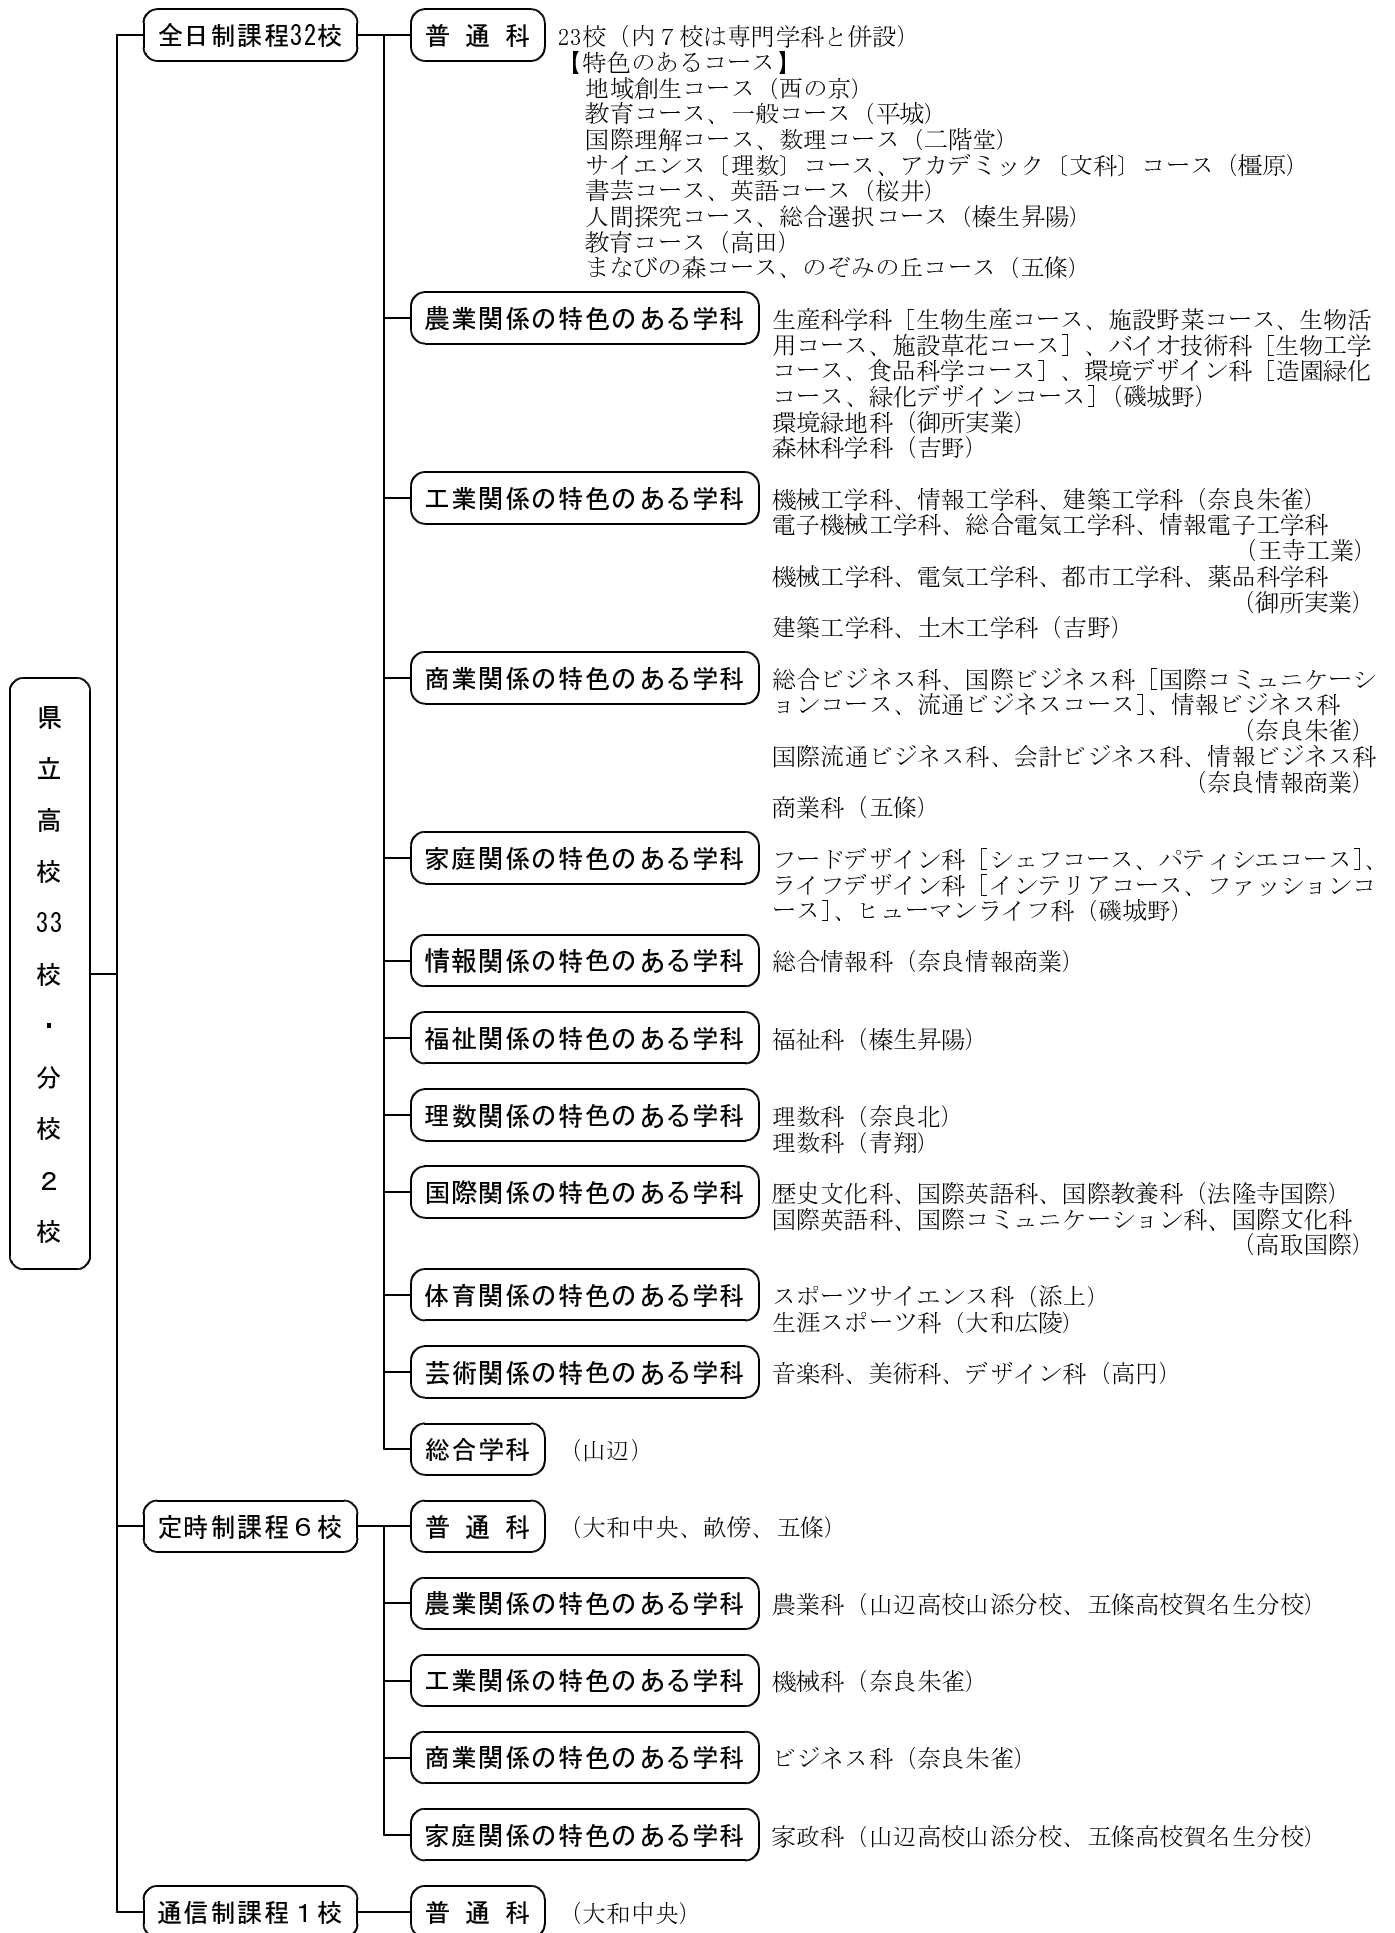 県立高校33校・分校２校
全日制課程32校
普通科
23校（内７校は専門学科と併設）
【特色のあるコース】
地域創生コース（西の京）
教育コース、一般コース（平城）
国際理解コース、数理コース（二階堂）
サイエンス〔理数〕コース、アカデミック〔文科〕コース（橿原）
書芸コース、英語コース（桜井）
人間探究コース、総合選択コース（榛生昇陽）
教育コース（高田）
まなびの森コース、のぞみの丘コース（五條）
農業関係の特色のある学科
生産科学科［生物生産コース、施設野菜コース、生物活
用コース、施設草花コース］、バイオ技術科［生物工学
コース、食品科学コース］、環境デザイン科［造園緑化
コース、緑化デザインコース］（磯城野）
環境緑地科（御所実業）
森林科学科（吉野）
工業関係の特色のある学科
機械工学科、情報工学科、建築工学科（奈良朱雀）
電子機械工学科、総合電気工学科、情報電子工学科
（王寺工業）
機械工学科、電気工学科、都市工学科、薬品科学科
（御所実業）
建築工学科、土木工学科（吉野）
商業関係の特色のある学科
総合ビジネス科、国際ビジネス科［国際コミュニケーシ
ョンコース、流通ビジネスコース］、情報ビジネス科
（奈良朱雀）
国際流通ビジネス科、会計ビジネス科、情報ビジネス科
（奈良情報商業）
商業科（五條）
家庭関係の特色のある学科
フードデザイン科［シェフコース、パティシエコース］、
ライフデザイン科［インテリアコース、ファッションコ
ース］、ヒューマンライフ科（磯城野）
情報関係の特色のある学科
総合情報科（奈良情報商業）
福祉関係の特色のある学科
福祉科（榛生昇陽）
理数関係の特色のある学科
理数科（奈良北）
理数科（青翔）
国際関係の特色のある学科
歴史文化科、国際英語科、国際教養科（法隆寺国際）
国際英語科、国際コミュニケーション科、国際文化科
（高取国際）
体育関係の特色のある学科
スポーツサイエンス科（添上）
生涯スポーツ科（大和広陵）
芸術関係の特色のある学科
音楽科、美術科、デザイン科（高円）
総合学科
（山辺）
定時制課程６校
普通科
（大和中央、畝傍、五條）
農業関係の特色のある学科
農業科（山辺高校山添分校、五條高校賀名生分校）
工業関係の特色のある学科
機械科（奈良朱雀）
商業関係の特色のある学科
ビジネス科（奈良朱雀）
家庭関係の特色のある学科
家政科（山辺高校山添分校、五條高校賀名生分校）
通信制課程１校
普通科
（大和中央）